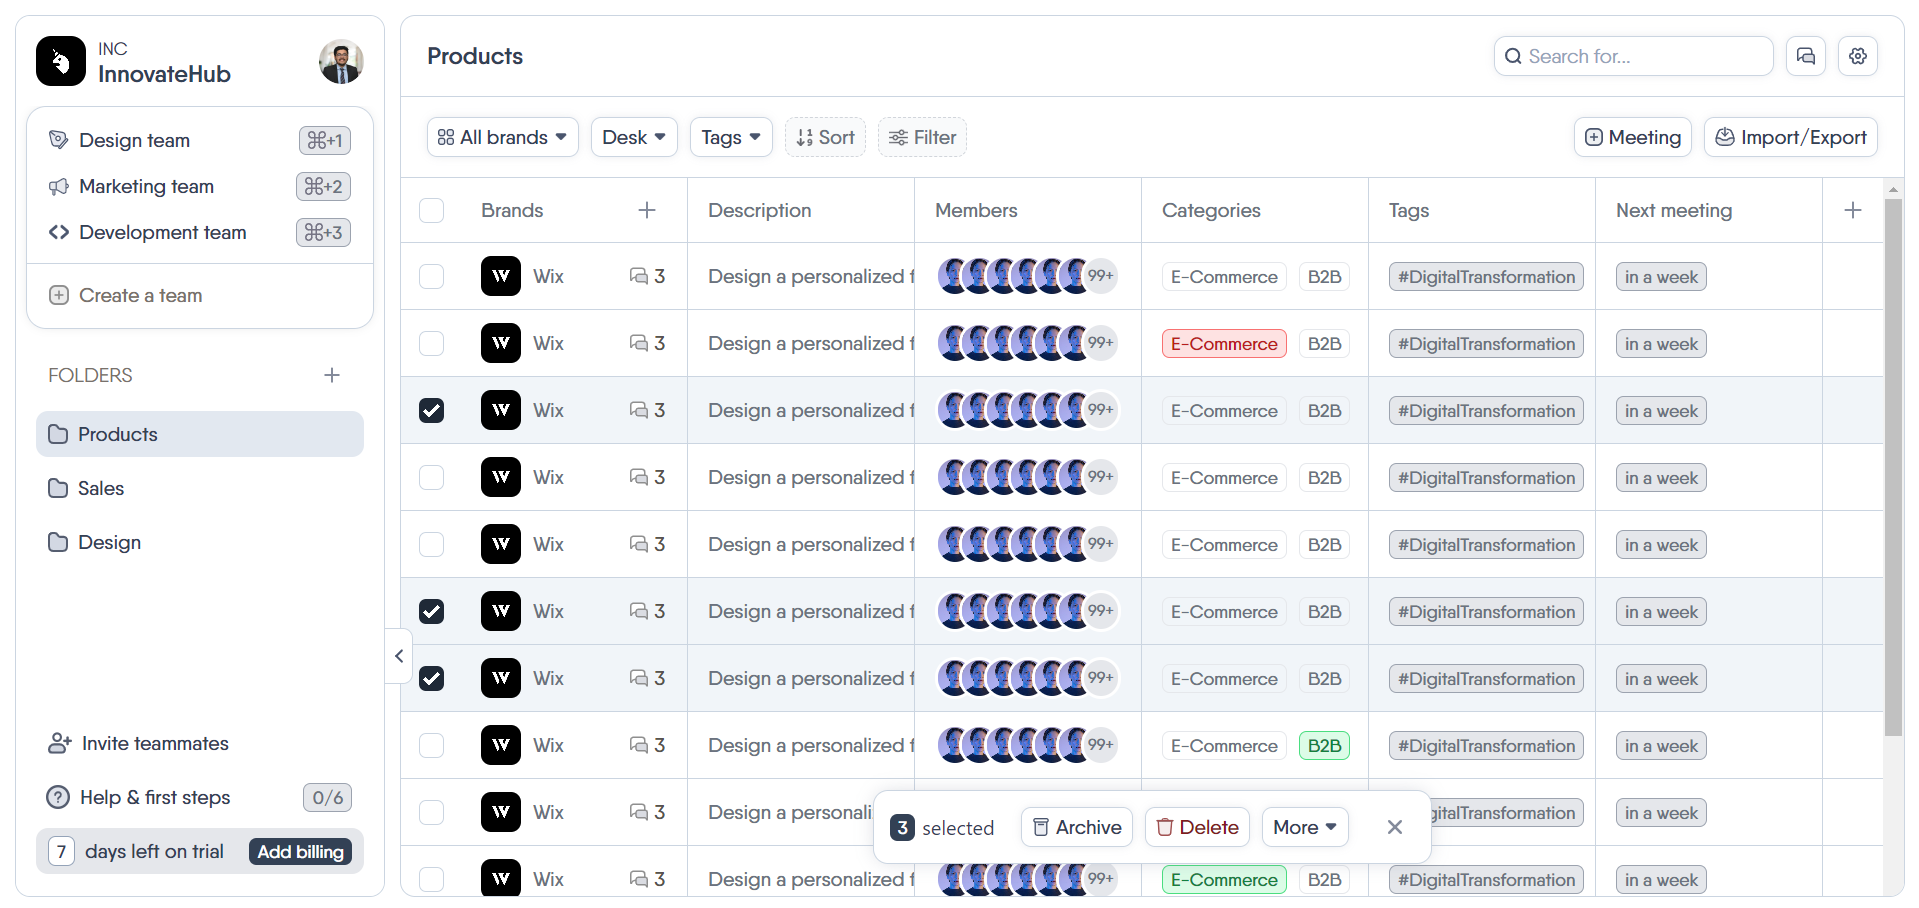 INC
InnovateHub
Design team ⌘+1
Marketing team ⌘+2
Development team ⌘+3
Create a team
FOLDERS
Products
Sales
Design
Invite teammates
Help & first steps 0/6
7 days left on trial Add billing
Products
Search for...
All brands Desk Tags Sort Filter Meeting Import/Export
Brands Description Members Categories Tags Next meeting
Wix 3 Design a personalized f 99+ E-Commerce B2B #DigitalTransformation in a week
Wix 3 Design a personalized f 99+ E-Commerce B2B #DigitalTransformation in a week
Wix 3 Design a personalized f 99+ E-Commerce B2B #DigitalTransformation in a week
Wix 3 Design a personalized f 99+ E-Commerce B2B #DigitalTransformation in a week
Wix 3 Design a personalized f 99+ E-Commerce B2B #DigitalTransformation in a week
Wix 3 Design a personalized f 99+ E-Commerce B2B #DigitalTransformation in a week
Wix 3 Design a personalized f 99+ E-Commerce B2B #DigitalTransformation in a week
Wix 3 Design a personalized f 99+ E-Commerce B2B #DigitalTransformation in a week
Wix 3 Design a personali gitalTransformation in a week
3 selected Archive Delete More
Wix 3 Design a personalized f 99+ E-Commerce B2B #DigitalTransformation in a week